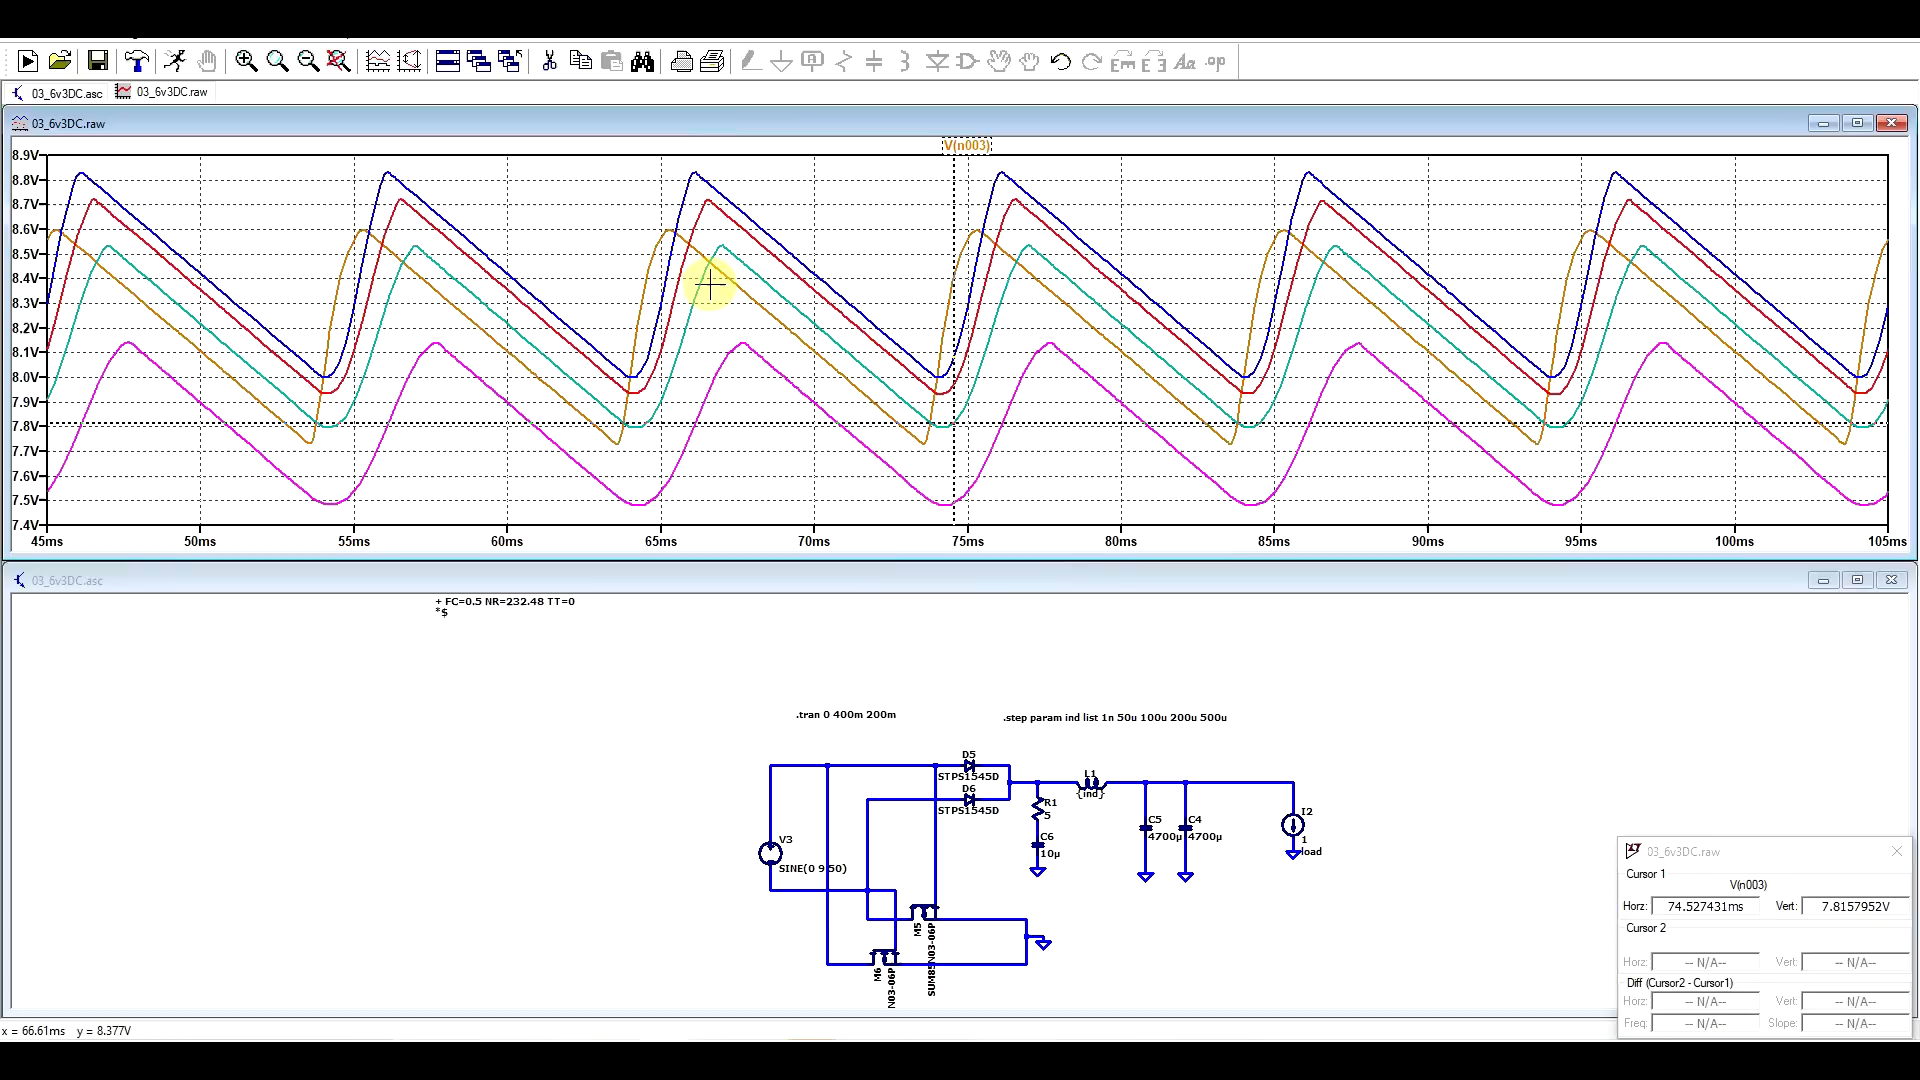 Aa .op
03_6v3DC.asc 03_6v3DC.raw
03_6v3DC.raw
V(n003)
8.9V
8.8V
8.7V
8.6V
8.5V
8.4V
8.3V
8.2V
8.1V
8.0V
7.9V
7.8V
7.7V
7.6V
7.5V
7.4V
45ms 50ms 55ms 60ms 65ms 70ms 75ms 80ms 85ms 90ms 95ms 100ms 105ms
03_6v3DC.asc
+ FC=0.5 NR=232.48 TT=0
*$
.tran 0 400m 200m
.step param ind list 1n 50u 100u 200u 500u
D5
STPS1545D
D6
STPS1545D
L1
{ind}
R1
5
C6
10µ
C5
4700µ
C4
4700µ
I2
1
load
V3
SINE(0 9 50)
M5
SUM85N03-06P
M6
N03-06P
03_6v3DC.raw
Cursor 1
V(n003)
Horz: 74.527431ms Vert: 7.8157952V
Cursor 2
Horz: -- N/A-- Vert: -- N/A--
Diff (Cursor2 - Cursor1)
Horz: -- N/A-- Vert: -- N/A--
Freq: -- N/A-- Slope: -- N/A--
x = 66.61ms y = 8.377V